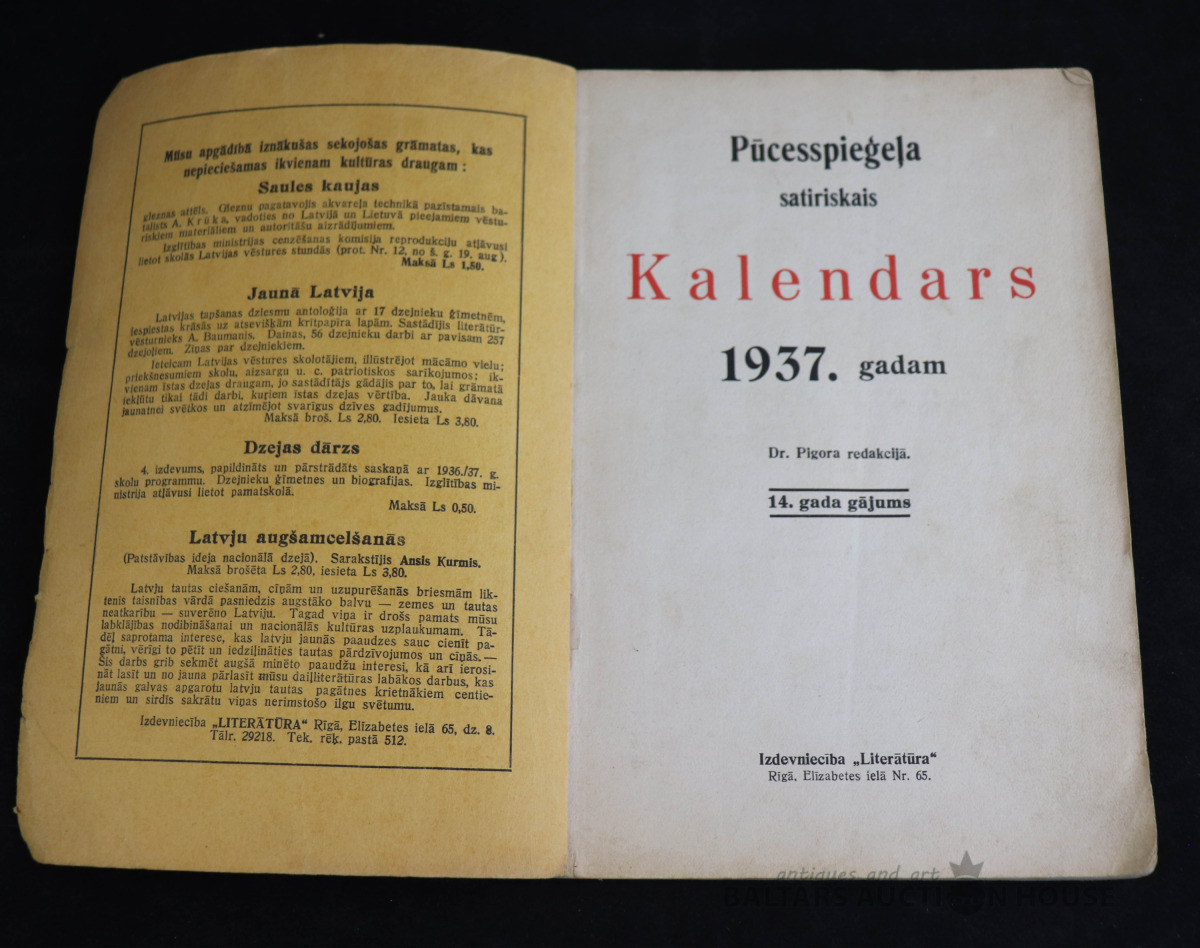 Mūsu apgādībā iznākušas sekojošas grāmatas, kas
nepieciešamas ikvienam kultūras draugam:
Saules kaujas
gleznas artēls. Gleznu pagatavojis akvareļa technikā pazīstamais ba-
talists A. Krūka, vadoties no Latvijā un Lietuvā pieejamiem vēstu-
riskiem materiāliem un autoritāšu aizrādījumiem.
Izglītības ministrijas cenzēšanas komisija reprodukciju atļāvusi
lietot skolās Latvijas vēstures stundās (prot. Nr. 12, no š. g. 19. aug).
Maksā Ls 1,50.
Jaunā Latvija
Latvijas tapšanas dziesmu antoloģija ar 17 dzejnieku ģīmetnēm,
iespiestas krāsās uz atsevišķām kritpapīra lapām. Sastādījis literātūr-
vēsturnieks A. Baumanis. Dainas, 56 dzejnieku darbi ar pavisam 257
dzejoļiem. Ziņas par dzejniekiem.
Ieteicam Latvijas vēstures skolotājiem, illūstrējot mācāmo vielu;
priekšnesumiem skolu, aizsargu u. c. patriotiskos sarīkojumos; ik-
vienam īstas dzejas draugam, jo sastādītājs gādājis par to, lai grāmatā
iekļūtu tikai tādi darbi, kuŗiem īstas dzejas vērtība. Jauka dāvana
jaunatnei svētkos un atzīmējot svarīgus dzīves gadījumus.
Maksā broš. Ls 2,80. Iesieta Ls 3,80.
Dzejas dārzs
4. izdevums, papildināts un pārstrādāts saskaņā ar 1936./37. g.
skolu programmu. Dzejnieku ģīmetnes un biografijas. Izglītības mi-
nistrija atļāvusi lietot pamatskolā.
Maksā Ls 0,50.
Latvju augšamcelšanās
(Patstāvības ideja nacionālā dzejā). Sarakstījis Ansis Kurmis.
Maksā brošēta Ls 2,80, iesieta Ls 3,80.
Latvju tautas ciešanām, cīņām un uzupurēšanās briesmām lik-
tenis taisnības vārdā pasniedzis augstāko balvu — zemes un tautas
neatkarību — suverēno Latviju. Tagad viņa ir drošs pamats mūsu
labklājības nodibināšanai un nacionālās kultūras uzplaukumam. Tā-
dēļ saprotama interese, kas latvju jaunās paaudzes sauc cienīt pa-
gātni, vērīgi to pētīt un iedziļināties tautas pārdzīvojumos un cīņās.—
Šis darbs grib sekmēt augšā minēto paaudžu interesi, kā arī ierosi-
nāt lasīt un no jauna pārlasīt mūsu daiļliterātūras labākos darbus, kas
jaunās galvas apgarotu latvju tautas pagātnes krietnākiem centie-
niem un sirdīs sakrātu viņas nerimstošo ilgu svētumu.
Izdevniecība „LITERĀTŪRA“ Rīgā, Elīzabetes ielā 65, dz. 8.
Tālr. 29218. Tek. rēķ. pastā 512.
Pūcesspieģeļa
satiriskais
Kalendars
1937. gadam
Dr. Pigora redakcijā.
14. gada gājums
Izdevniecība „Literātūra“
Rīgā, Elīzabetes ielā Nr. 65.
antiques and art
BALTARS AUCTION HOUSE